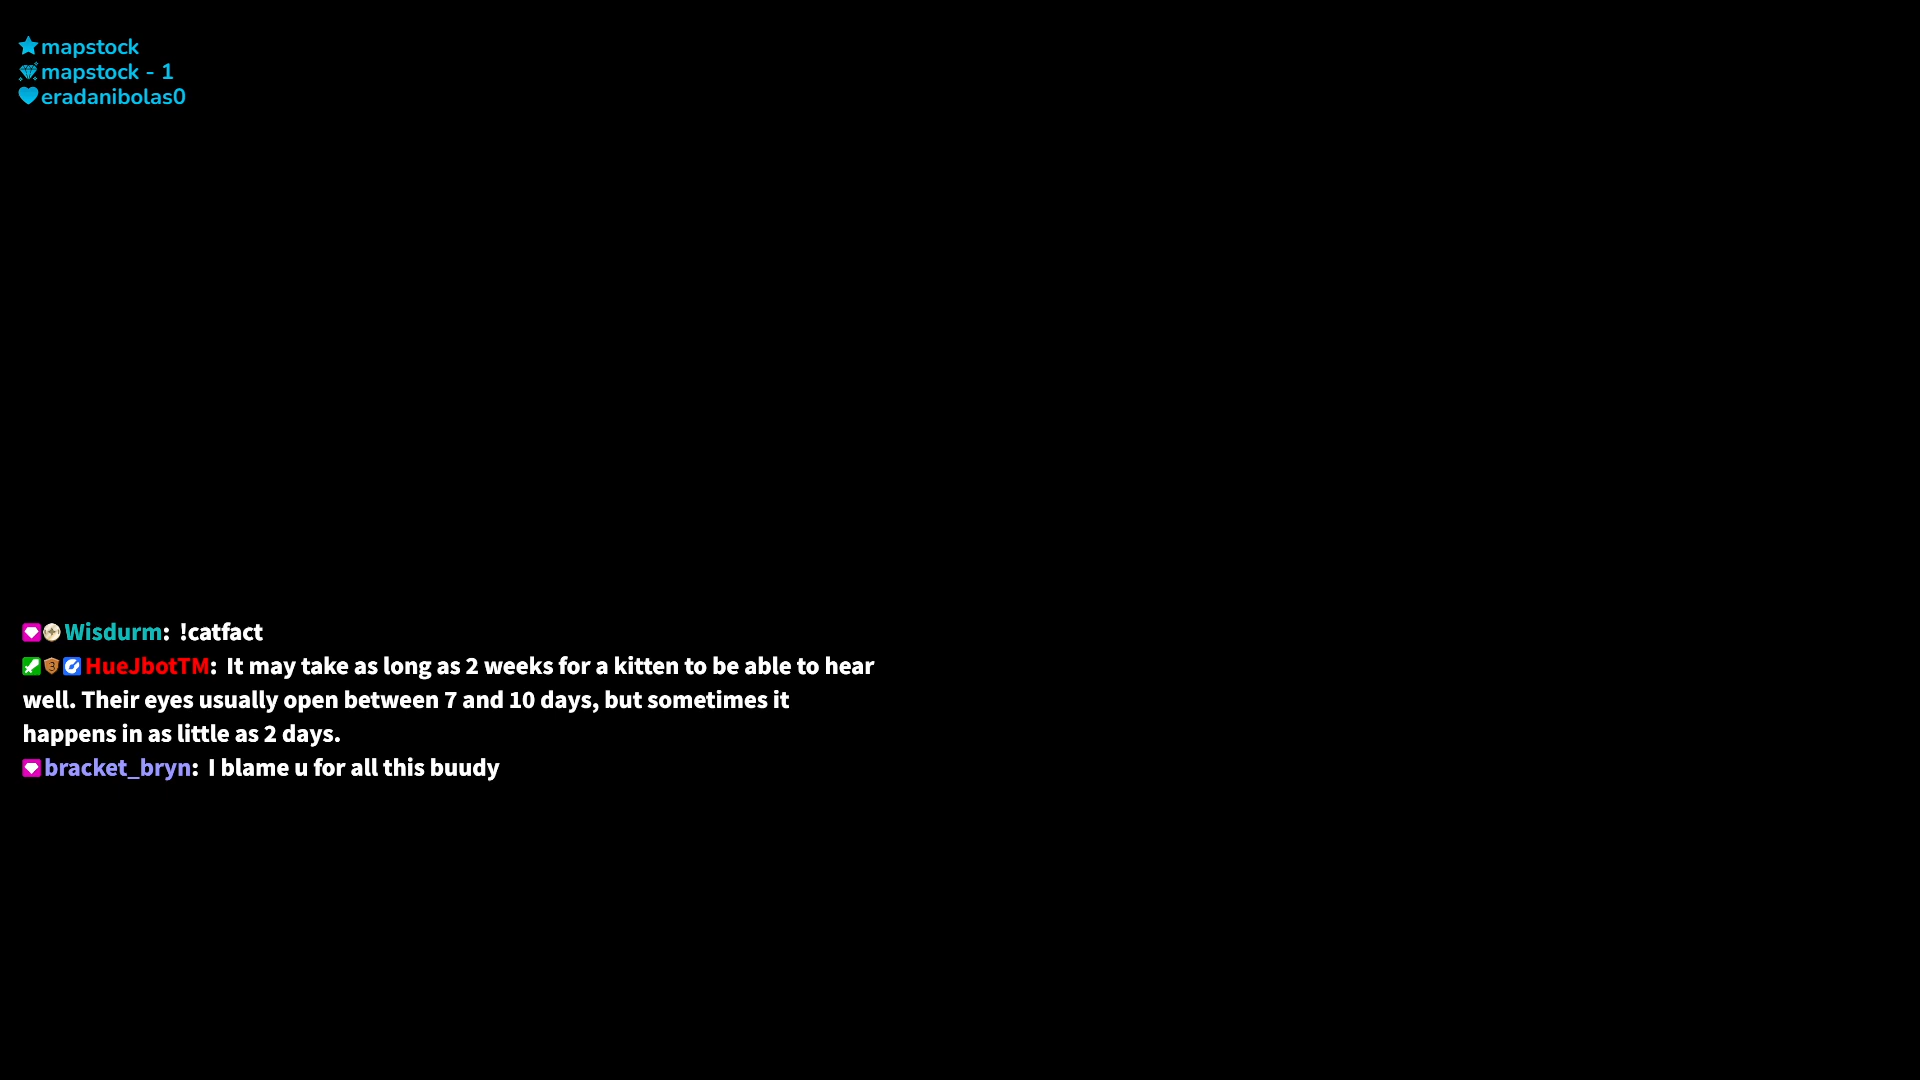 mapstock
mapstock - 1
eradanibolas0
Wisdurm: !catfact
HueJbotTM: It may take as long as 2 weeks for a kitten to be able to hear
well. Their eyes usually open between 7 and 10 days, but sometimes it
happens in as little as 2 days.
bracket_bryn: I blame u for all this buudy